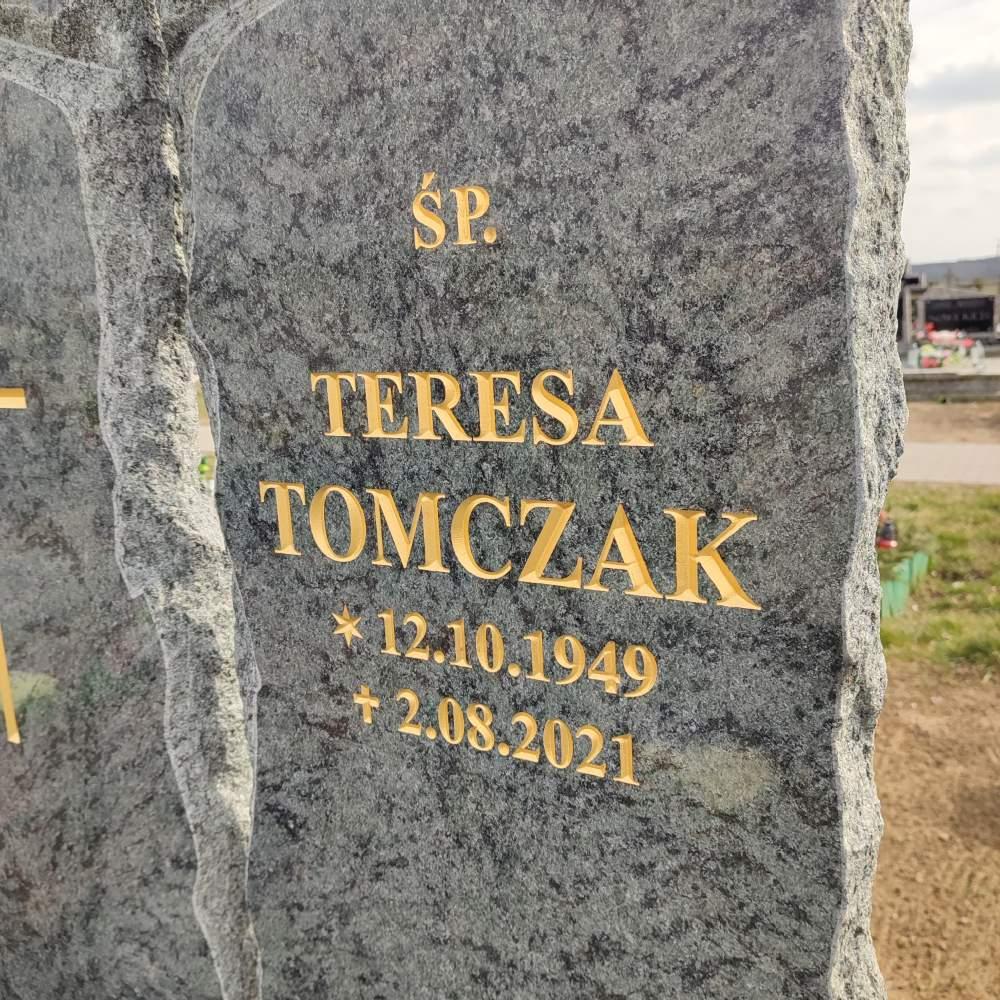 ŚP.
TERESA
TOMCZAK
* 12.10.1949
✝ 2.08.2021